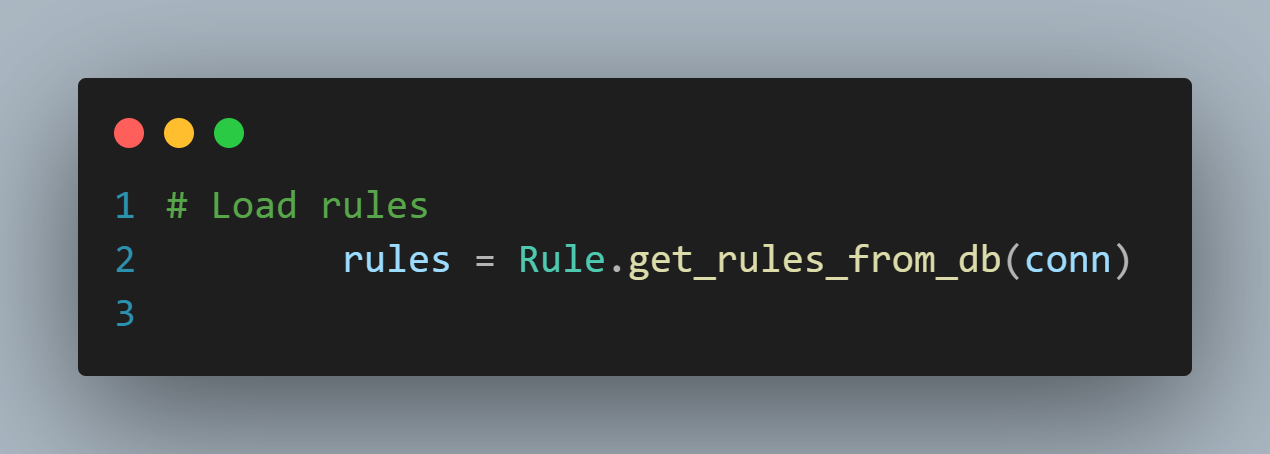 1 # Load rules
2         rules = Rule.get_rules_from_db(conn)
3